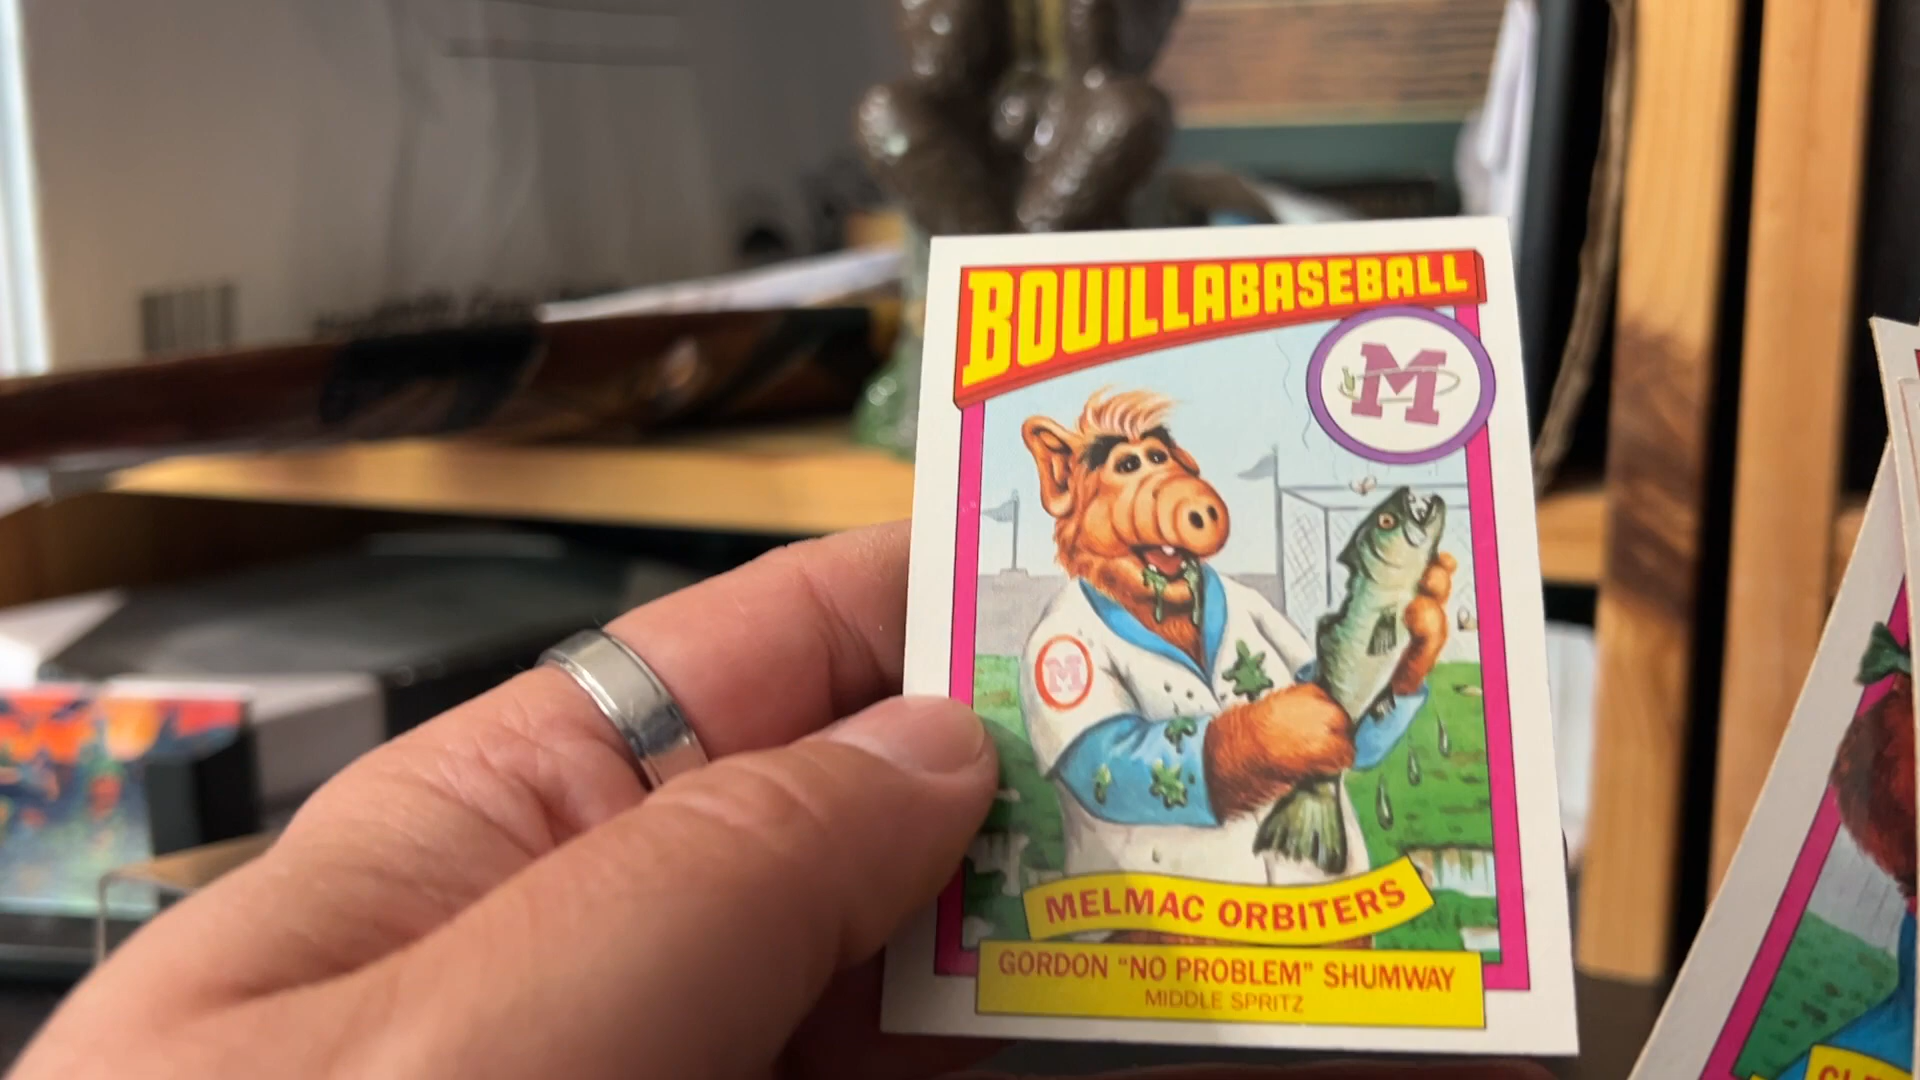 BOUILLABASEBALL
M
M
MELMAC ORBITERS
GORDON "NO PROBLEM" SHUMWAY
MIDDLE SPRITZ